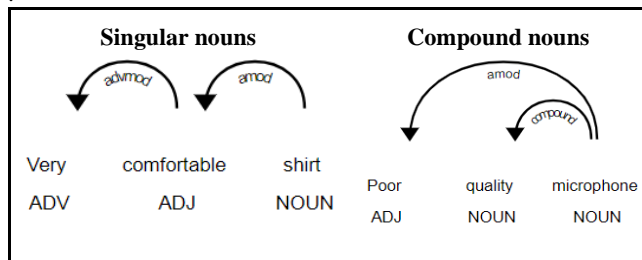 Singular nouns
advmod amod
Very comfortable shirt
ADV ADJ NOUN
Compound nouns
amod
compound
Poor quality microphone
ADJ NOUN NOUN